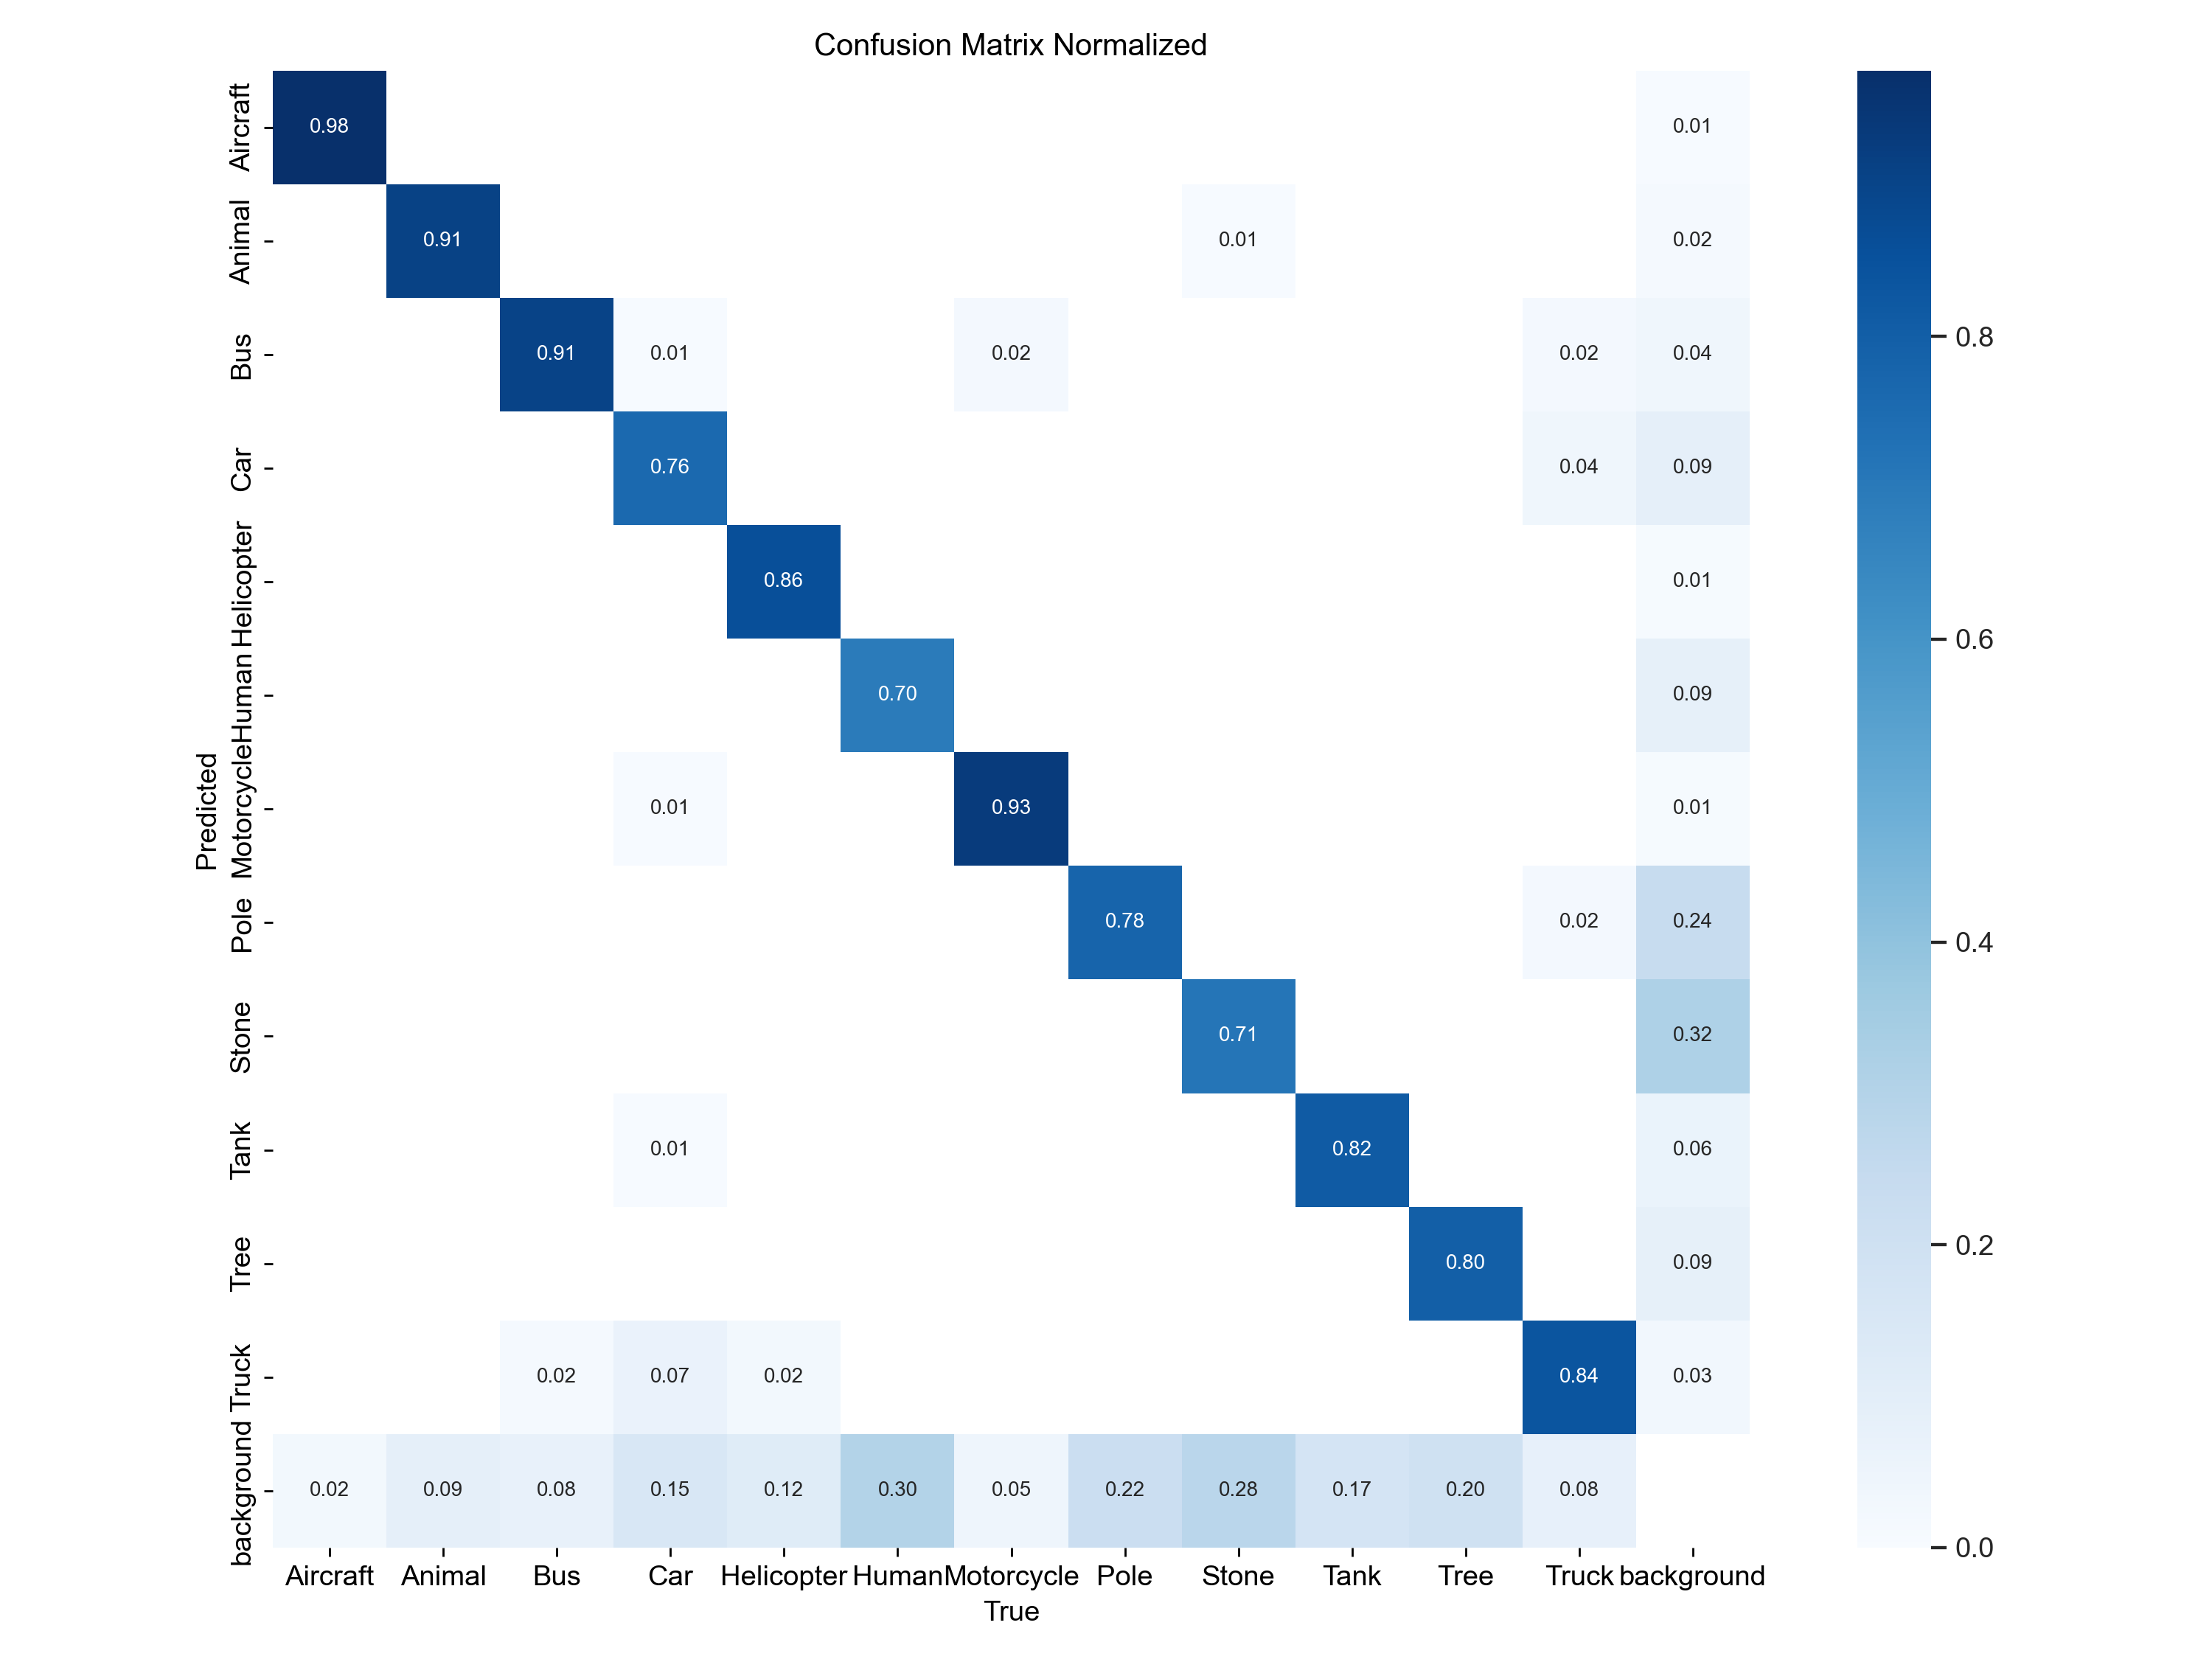 Confusion Matrix Normalized
Aircraft 0.98 0.01
Animal 0.91 0.01 0.02
Bus 0.91 0.01 0.02 0.02 0.04
Car 0.76 0.04 0.09
Helicopter 0.86 0.01
Human 0.70 0.09
Motorcycle 0.01 0.93 0.01
Pole 0.78 0.02 0.24
Stone 0.71 0.32
Tank 0.01 0.82 0.06
Tree 0.80 0.09
Truck 0.02 0.07 0.02 0.84 0.03
background 0.02 0.09 0.08 0.15 0.12 0.30 0.05 0.22 0.28 0.17 0.20 0.08
Predicted
Aircraft Animal Bus Car Helicopter Human Motorcycle Pole Stone Tank Tree Truck background
True
0.8
0.6
0.4
0.2
0.0